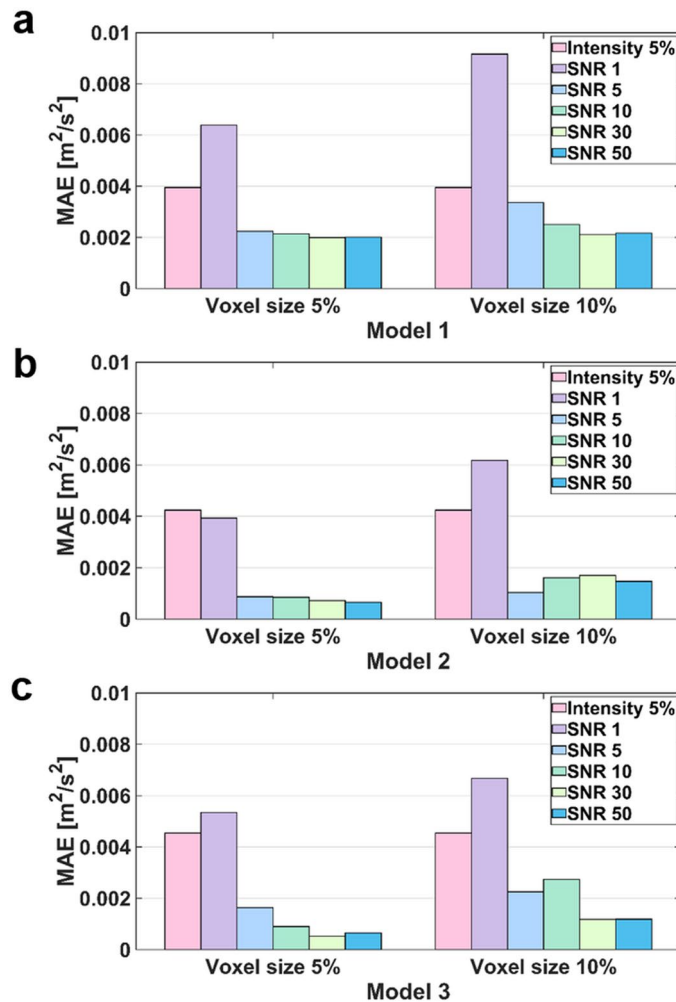 a
0.01
0.008
0.006
0.004
0.002
0
MAE [m²/s²]
Intensity 5%
SNR 1
SNR 5
SNR 10
SNR 30
SNR 50
Voxel size 5%
Voxel size 10%
Model 1
b
0.01
0.008
0.006
0.004
0.002
0
MAE [m²/s²]
Intensity 5%
SNR 1
SNR 5
SNR 10
SNR 30
SNR 50
Voxel size 5%
Voxel size 10%
Model 2
c
0.01
0.008
0.006
0.004
0.002
0
MAE [m²/s²]
Intensity 5%
SNR 1
SNR 5
SNR 10
SNR 30
SNR 50
Voxel size 5%
Voxel size 10%
Model 3